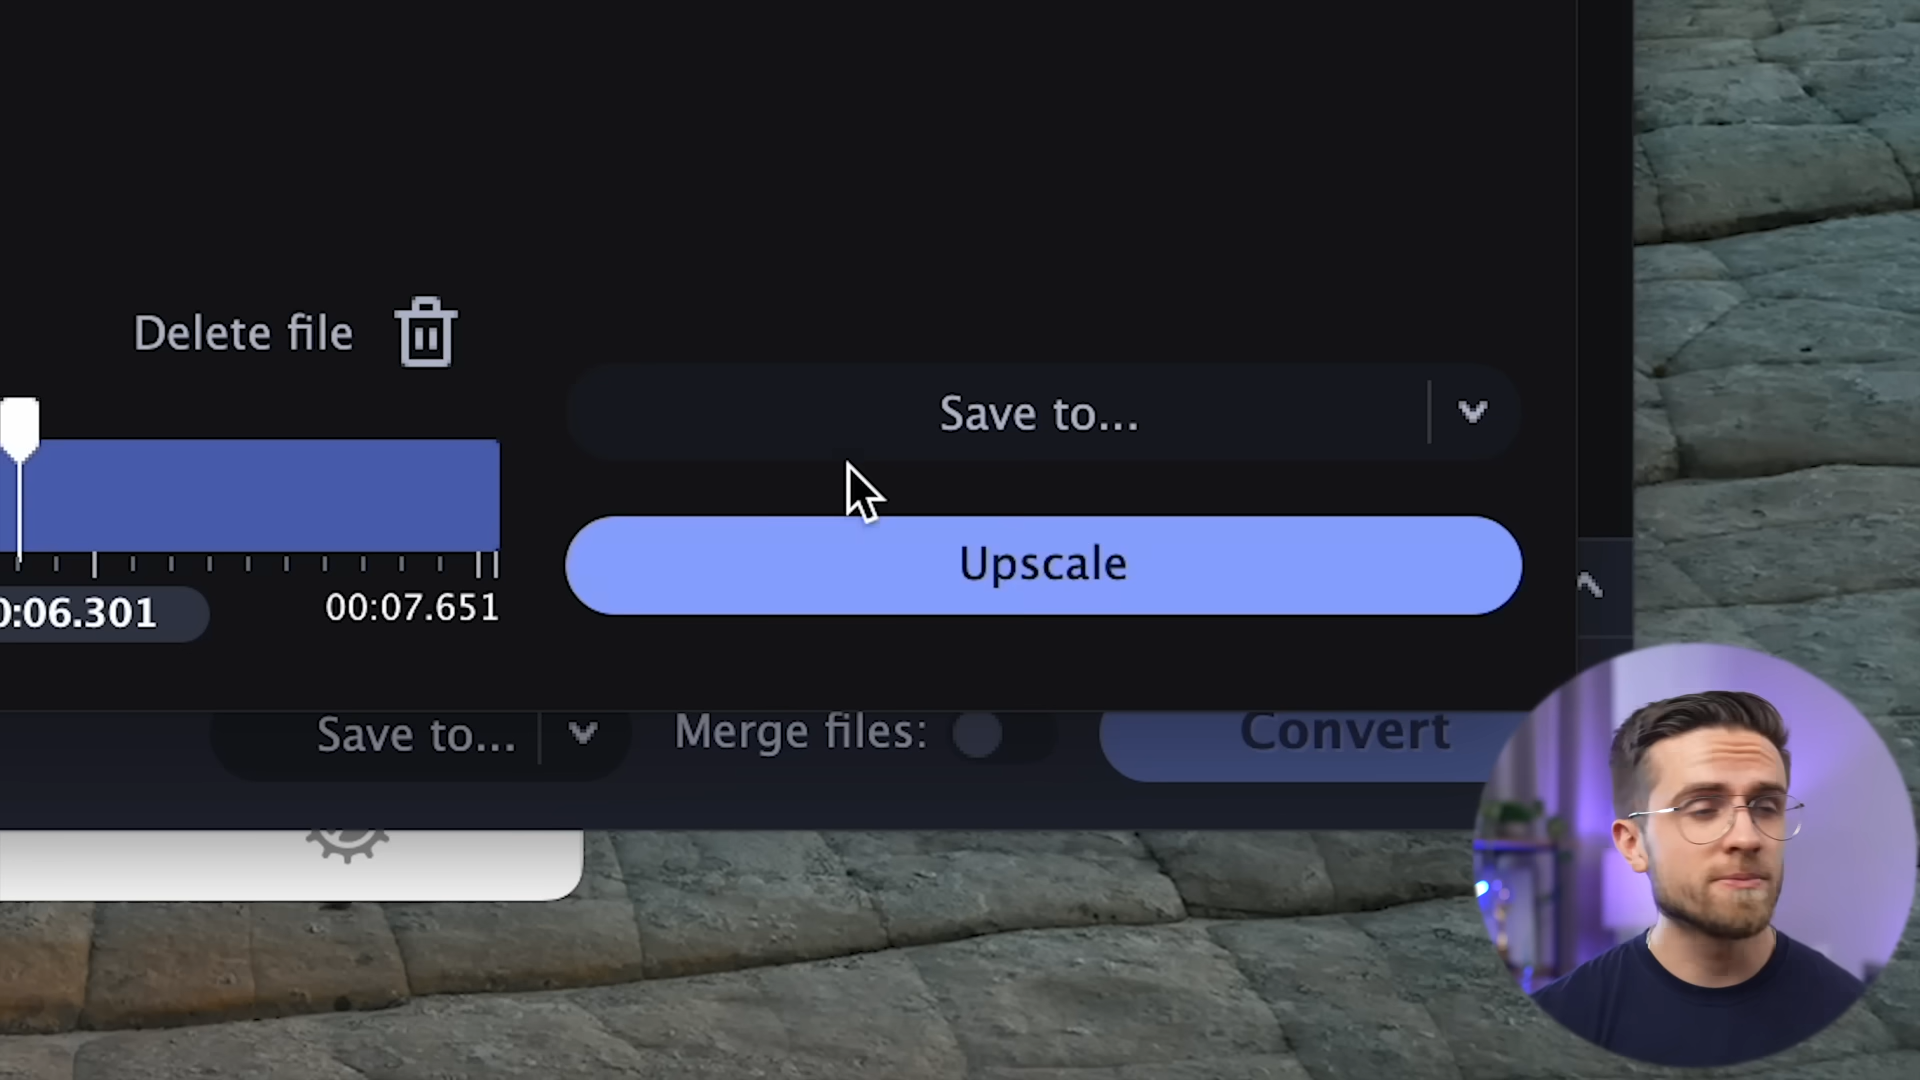 Delete file
Save to...
Upscale
0:06.301
00:07.651
Save to...
Merge files:
Convert